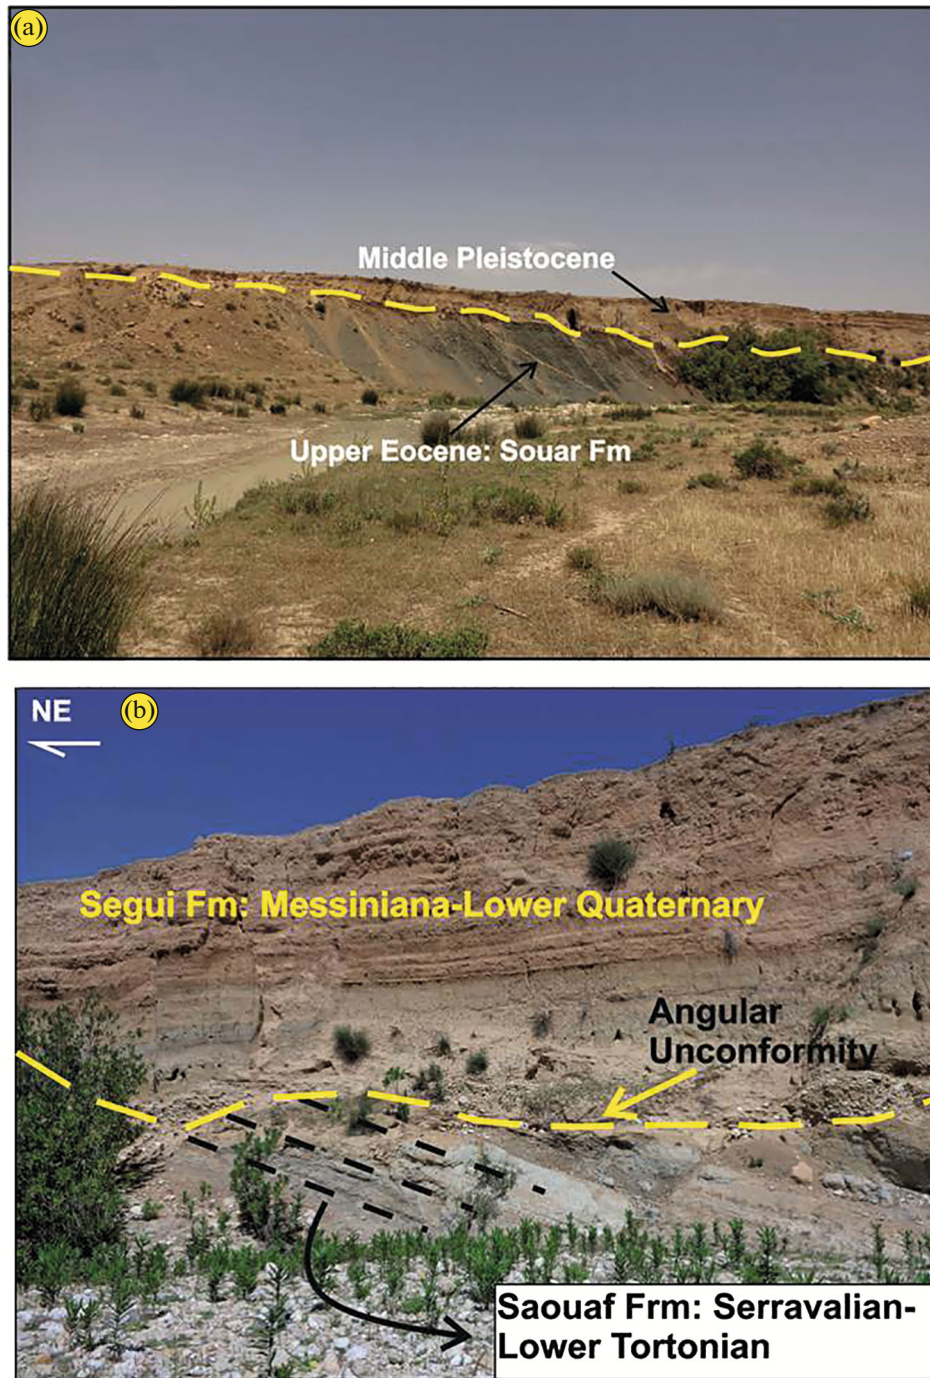 (a)
Middle Pleistocene
Upper Eocene: Souar Fm
NE
(b)
Segui Fm: Messiniana-Lower Quaternary
Angular
Unconformity
Saouaf Frm: Serravalian-
Lower Tortonian